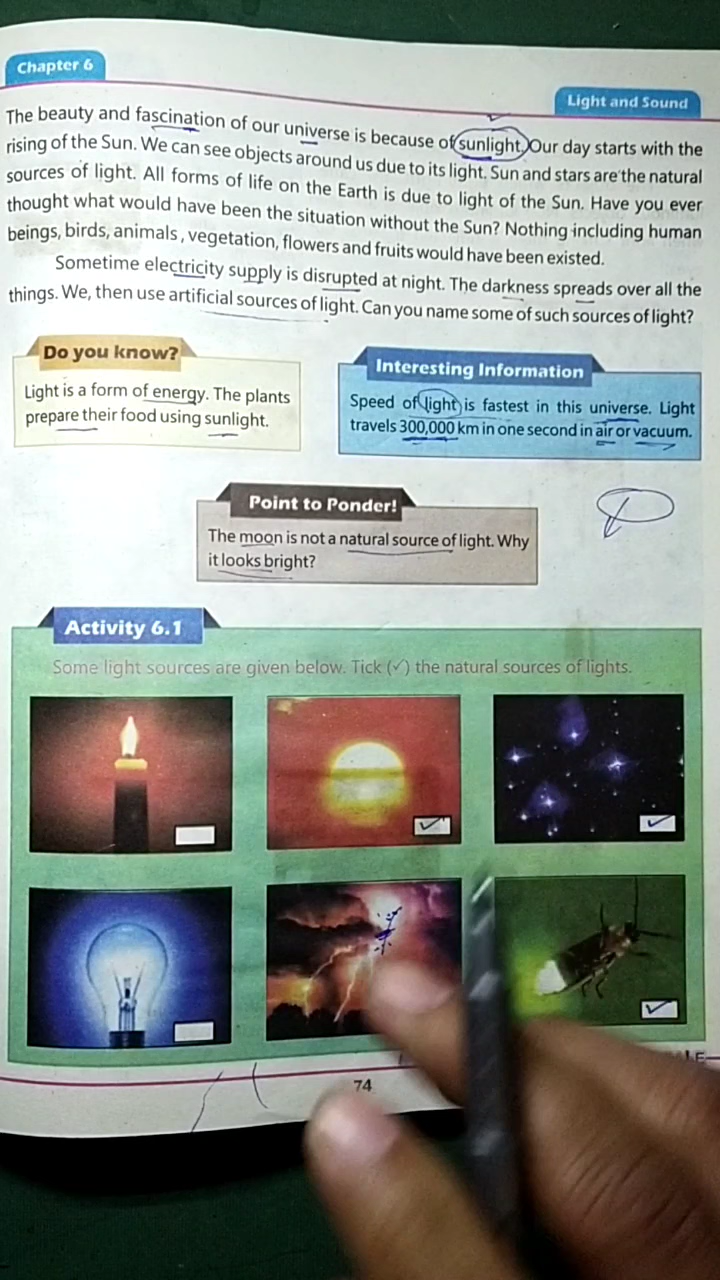 Chapter 6
Light and Sound
The beauty and fascination of our universe is because of sunlight. Our day starts with the
rising of the Sun. We can see objects around us due to its light. Sun and stars are the natural
sources of light. All forms of life on the Earth is due to light of the Sun. Have you ever
thought what would have been the situation without the Sun? Nothing including human
beings, birds, animals, vegetation, flowers and fruits would have been existed.
Sometime electricity supply is disrupted at night. The darkness spreads over all the
things. We, then use artificial sources of light. Can you name some of such sources of light?
Do you know?
Light is a form of energy. The plants
prepare their food using sunlight.
Interesting Information
Speed of light is fastest in this universe. Light
travels 300,000 km in one second in air or vacuum.
Point to Ponder!
The moon is not a natural source of light. Why
it looks bright?
Activity 6.1
Some light sources are given below. Tick (✓) the natural sources of lights.
74